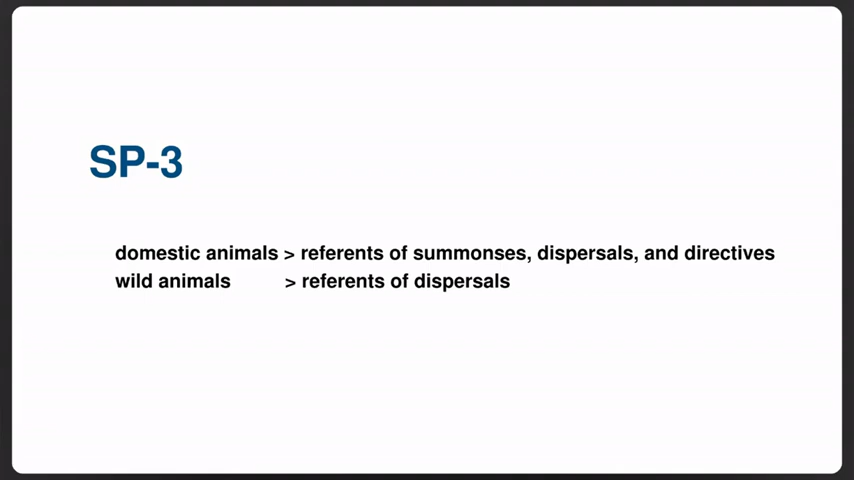 SP-3
domestic animals > referents of summonses, dispersals, and directives
wild animals > referents of dispersals